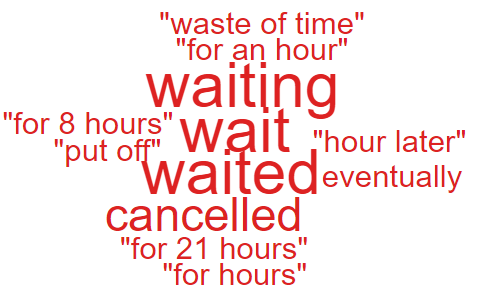 "waste of time"
"for an hour"
waiting
"for 8 hours"
wait
"hour later"
"put off"
waited
eventually
cancelled
"for 21 hours"
"for hours"